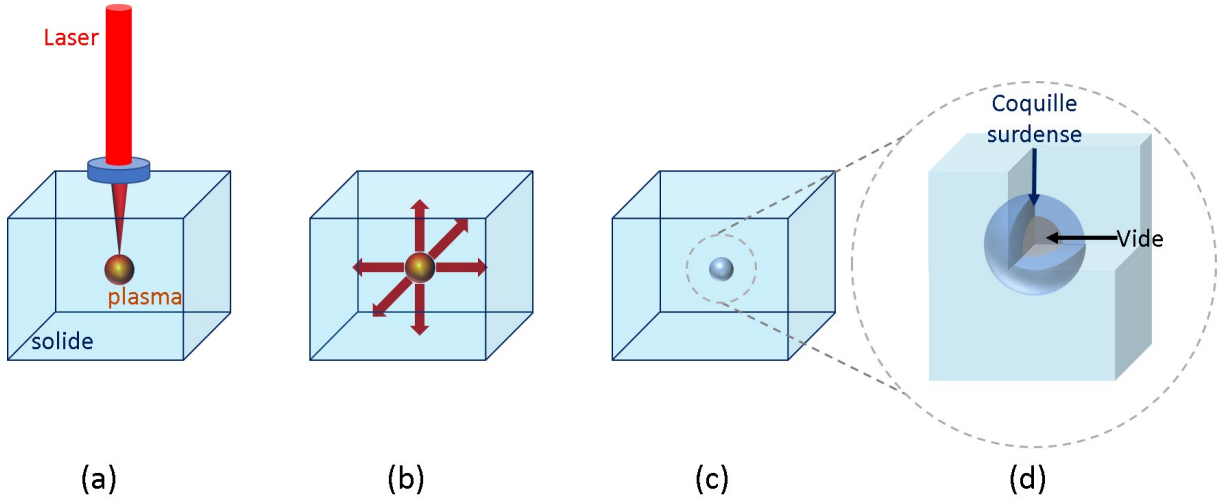 Laser
plasma
solide
Coquille
surdense
Vide
(a)
(b)
(c)
(d)